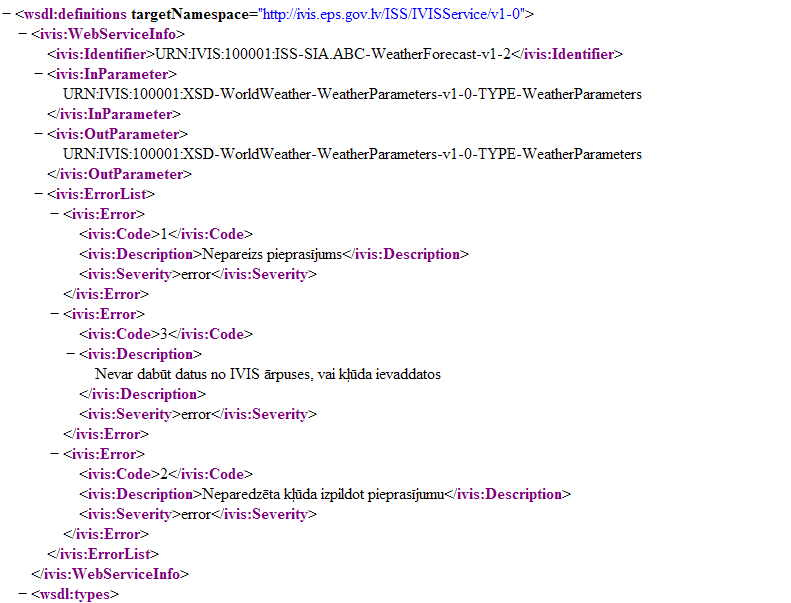 − <wsdl:definitions targetNamespace="http://ivis.eps.gov.lv/ISS/IVISService/v1-0">
− <ivis:WebServiceInfo>
<ivis:Identifier>URN:IVIS:100001:ISS-SIA.ABC-WeatherForecast-v1-2</ivis:Identifier>
− <ivis:InParameter>
URN:IVIS:100001:XSD-WorldWeather-WeatherParameters-v1-0-TYPE-WeatherParameters
</ivis:InParameter>
− <ivis:OutParameter>
URN:IVIS:100001:XSD-WorldWeather-WeatherParameters-v1-0-TYPE-WeatherParameters
</ivis:OutParameter>
− <ivis:ErrorList>
− <ivis:Error>
<ivis:Code>1</ivis:Code>
<ivis:Description>Nepareizs pieprasījums</ivis:Description>
<ivis:Severity>error</ivis:Severity>
</ivis:Error>
− <ivis:Error>
<ivis:Code>3</ivis:Code>
− <ivis:Description>
Nevar dabūt datus no IVIS ārpuses, vai kļūda ievaddatos
</ivis:Description>
<ivis:Severity>error</ivis:Severity>
</ivis:Error>
− <ivis:Error>
<ivis:Code>2</ivis:Code>
<ivis:Description>Neparedzēta kļūda izpildot pieprasījumu</ivis:Description>
<ivis:Severity>error</ivis:Severity>
</ivis:Error>
</ivis:ErrorList>
</ivis:WebServiceInfo>
− <wsdl:types>